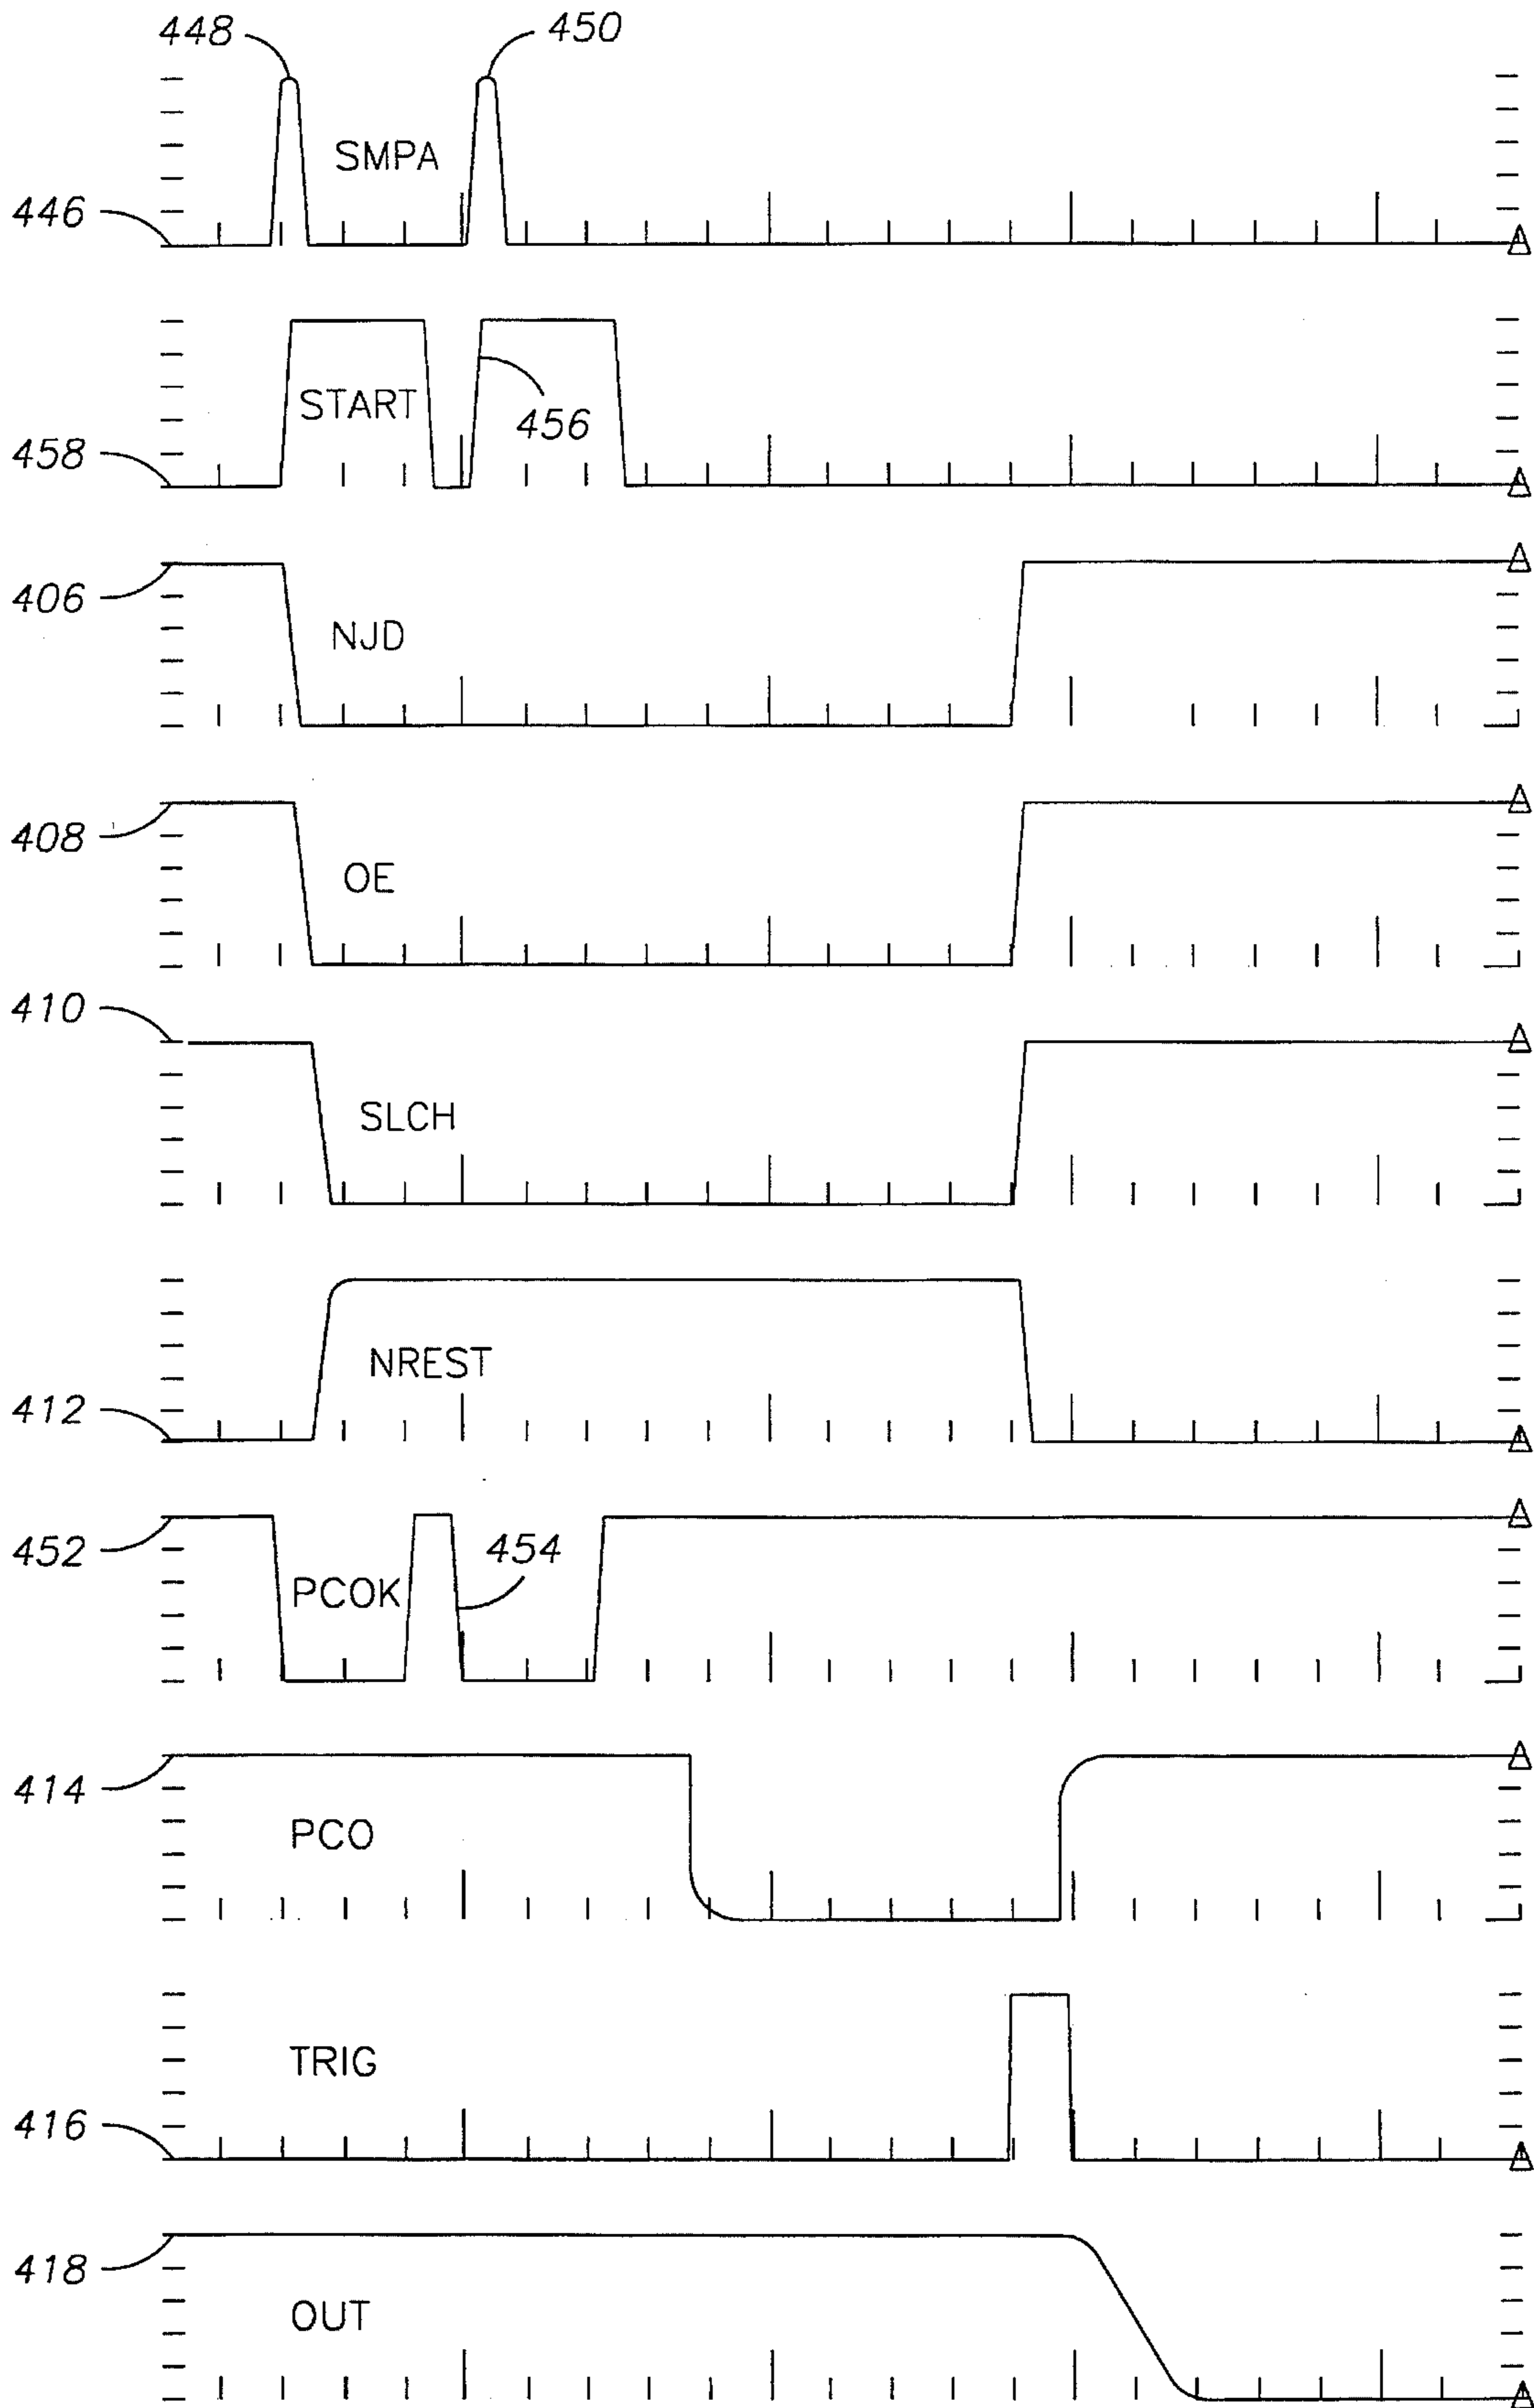 448
450
SMPA
446
START
456
458
406
NJD
408
OE
410
SLCH
NREST
412
452
454
PCOK
414
PCO
TRIG
416
418
OUT